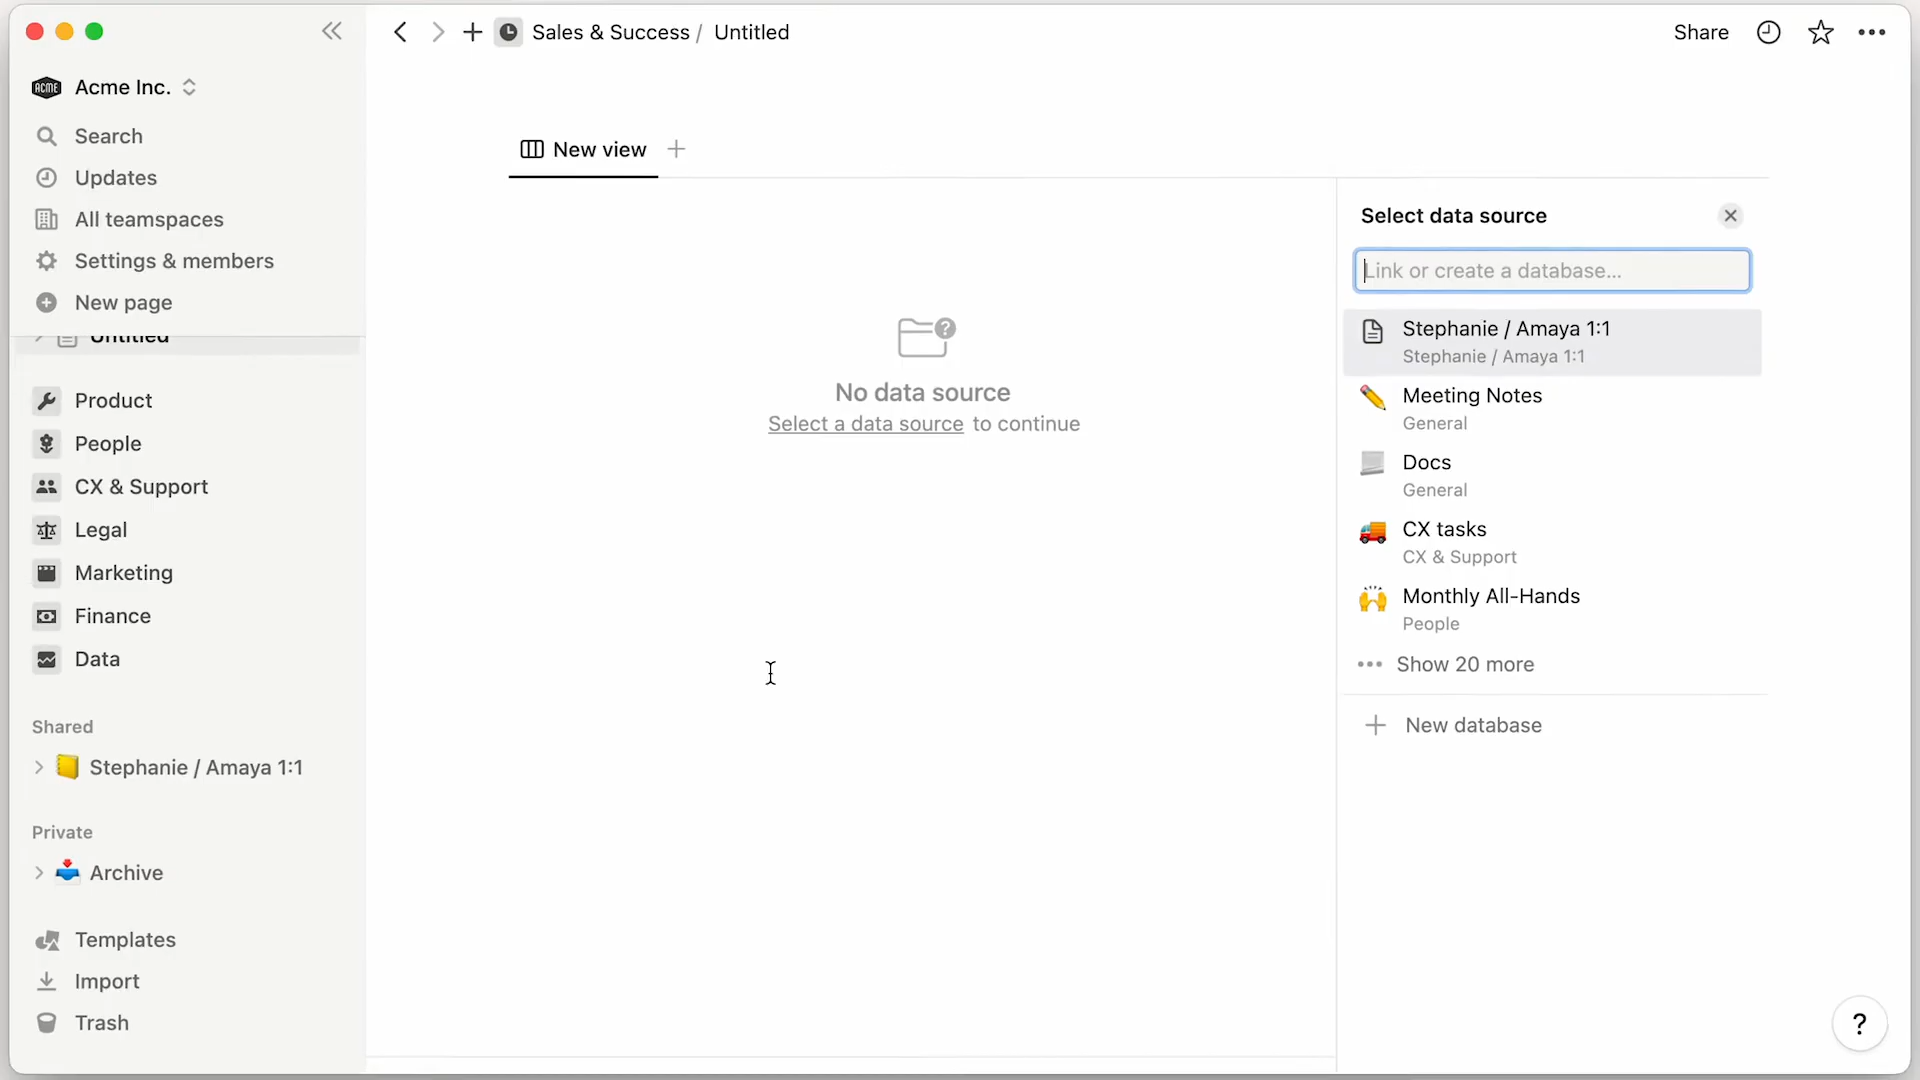 Sales & Success / Untitled
Share
ACME Acme Inc.
Search
Updates
All teamspaces
Settings & members
New page
Untitled
Product
People
CX & Support
Legal
Marketing
Finance
Data
Shared
Stephanie / Amaya 1:1
Private
Archive
Templates
Import
Trash
New view
No data source
Select a data source to continue
Select data source
Link or create a database...
Stephanie / Amaya 1:1
Stephanie / Amaya 1:1
Meeting Notes
General
Docs
General
CX tasks
CX & Support
Monthly All-Hands
People
Show 20 more
New database
?